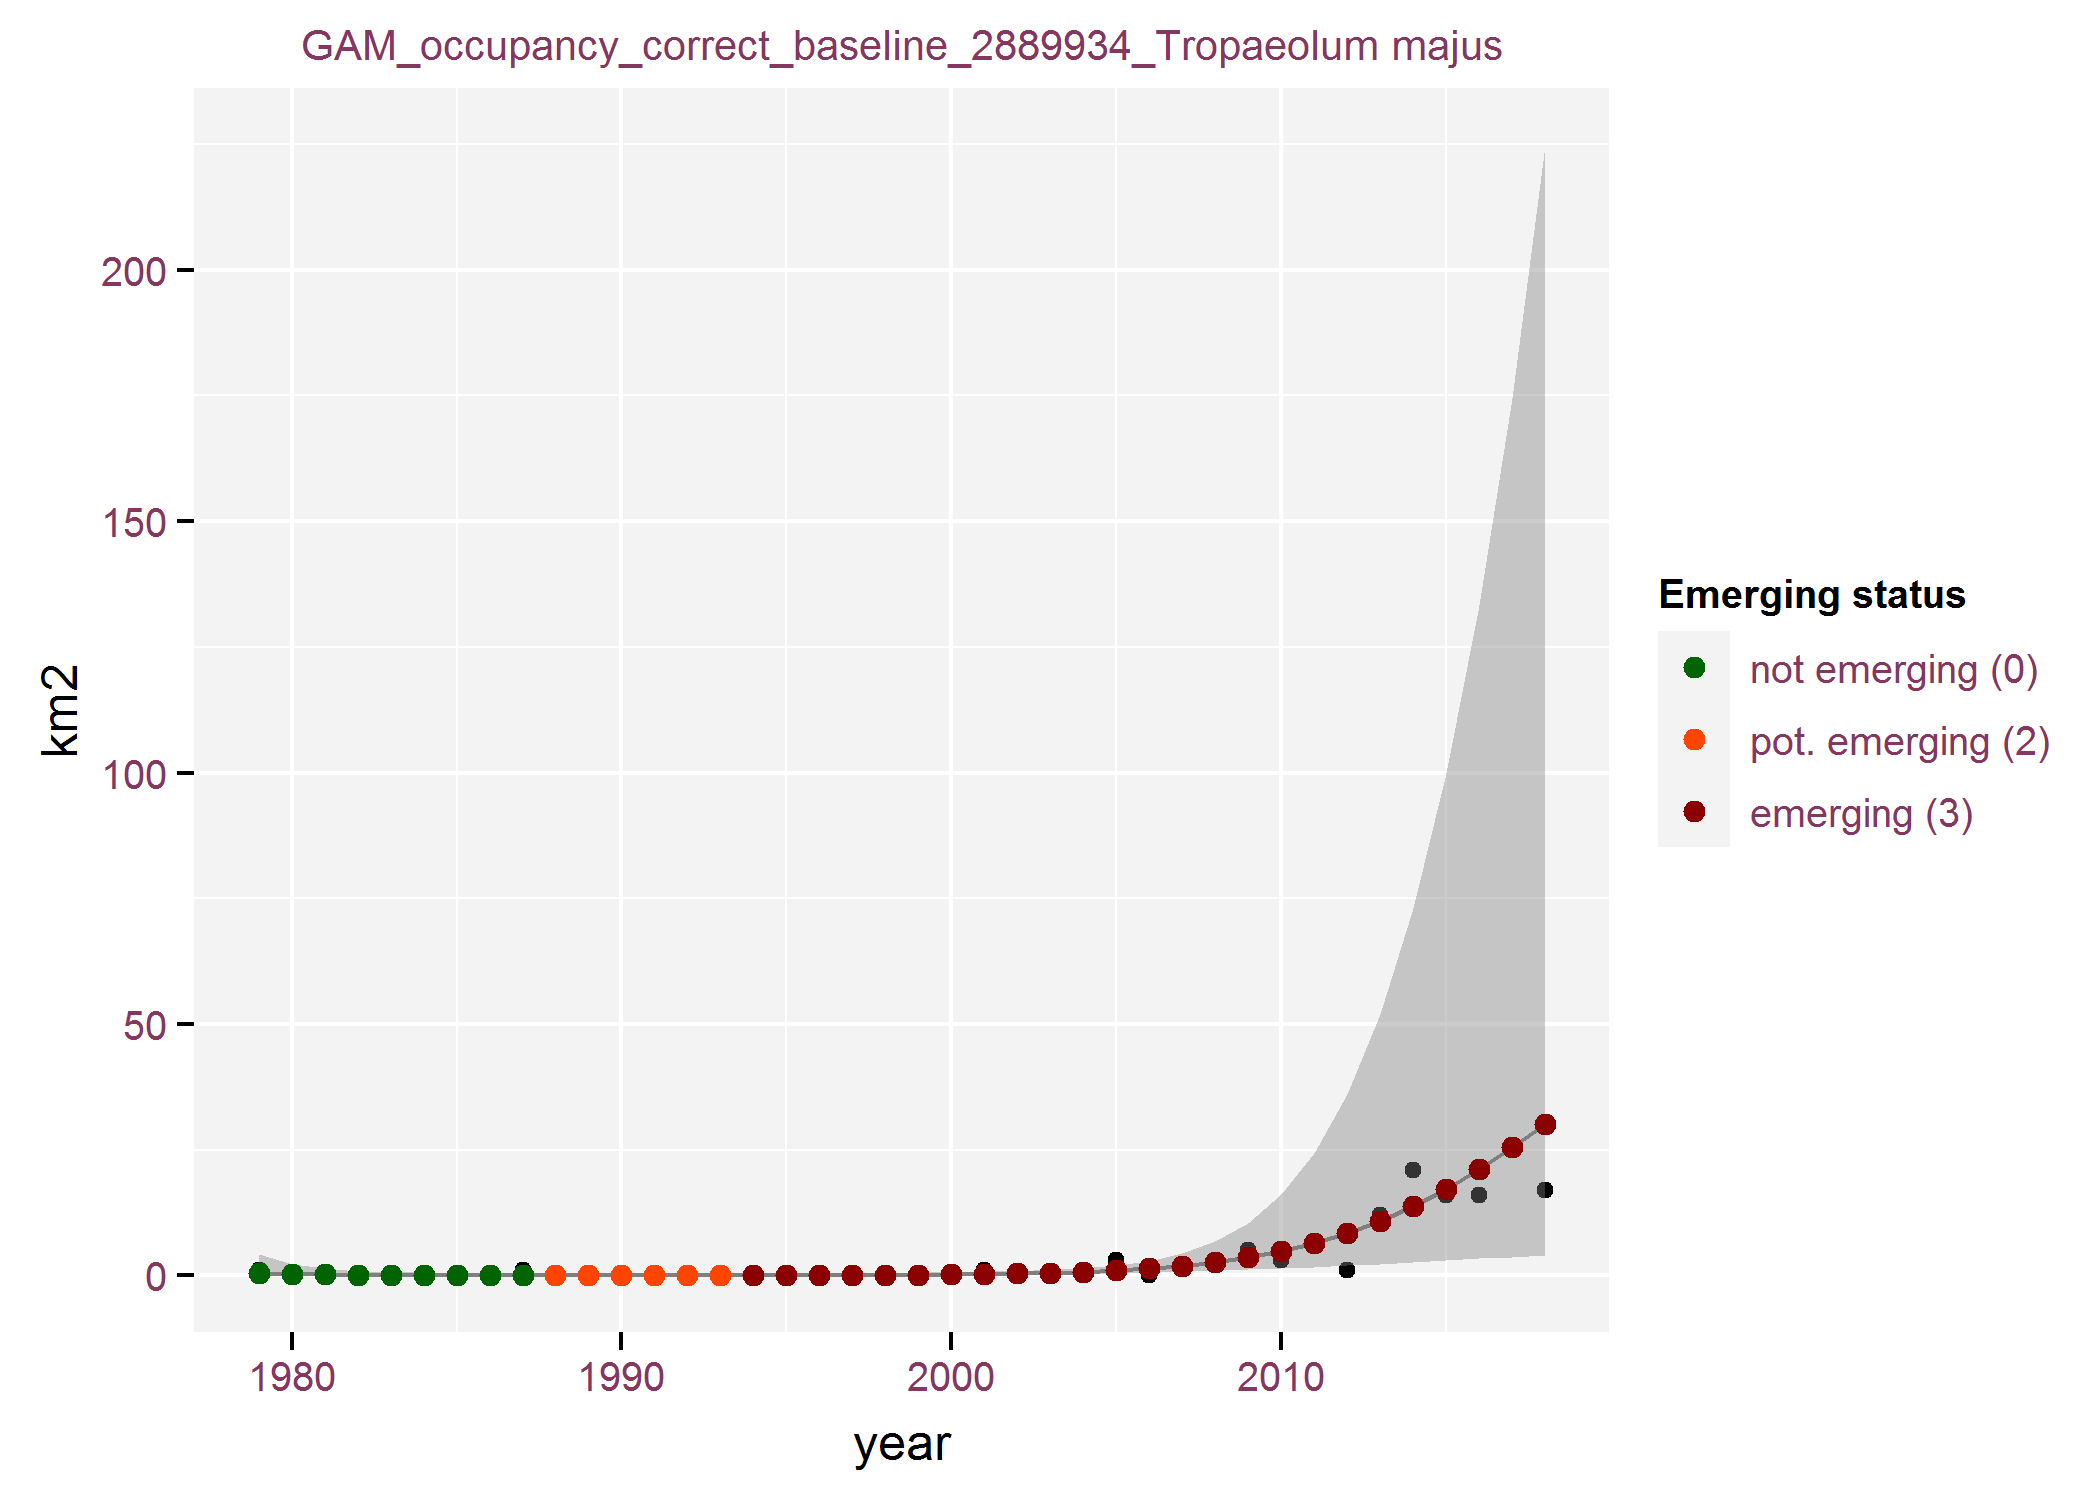 GAM_occupancy_correct_baseline_2889934_Tropaeolum majus
200
150
100
50
0
km2
1980
1990
2000
2010
year
Emerging status
not emerging (0)
pot. emerging (2)
emerging (3)